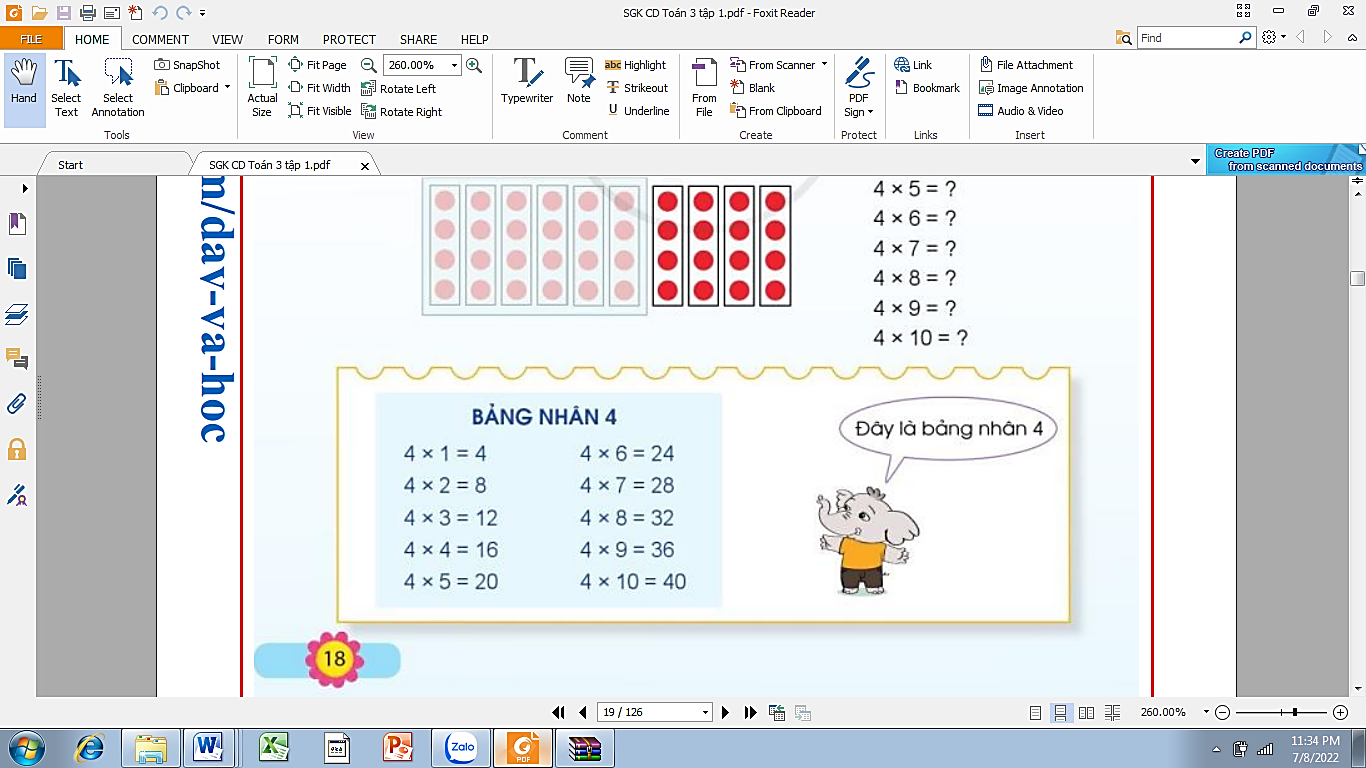 SGK CD Toán 3 tập 1.pdf - Foxit Reader
FILE HOME COMMENT VIEW FORM PROTECT SHARE HELP
Find
Hand
Select Text
Select Annotation
SnapShot
Clipboard
Tools
Actual Size
Fit Page
Fit Width
Fit Visible
260.00%
Rotate Left
Rotate Right
View
Typewriter
Note
abc Highlight
T Strikeout
U Underline
Comment
From File
From Scanner
Blank
From Clipboard
Create
PDF Sign
Protect
Link
Bookmark
Links
File Attachment
Image Annotation
Audio & Video
Insert
Start
SGK CD Toán 3 tập 1.pdf
Create PDF
from scanned documents
m/day-va-hoc
4 × 5 = ?
4 × 6 = ?
4 × 7 = ?
4 × 8 = ?
4 × 9 = ?
4 × 10 = ?
BẢNG NHÂN 4
4 × 1 = 4
4 × 2 = 8
4 × 3 = 12
4 × 4 = 16
4 × 5 = 20
4 × 6 = 24
4 × 7 = 28
4 × 8 = 32
4 × 9 = 36
4 × 10 = 40
Đây là bảng nhân 4
18
19 / 126
260.00%
Zalo
PDF
11:34 PM
7/8/2022